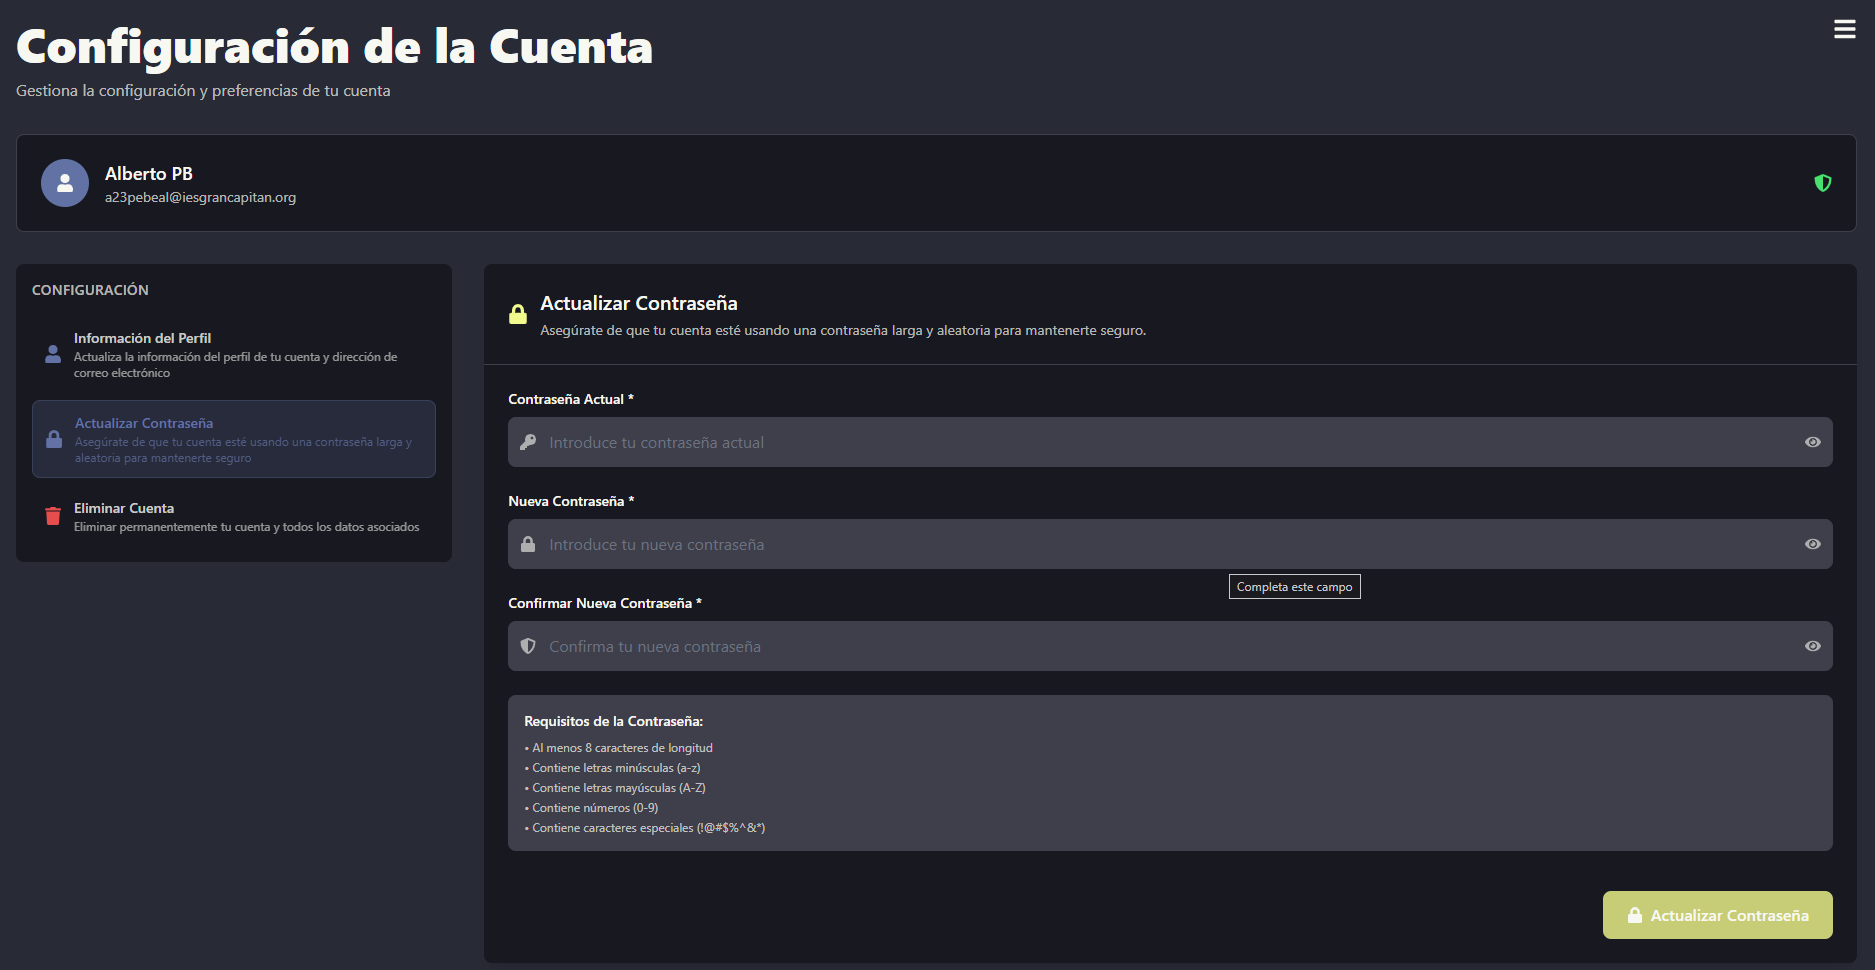 Configuración de la Cuenta
Gestiona la configuración y preferencias de tu cuenta
Alberto PB
a23pebeal@iesgrancapitan.org
CONFIGURACIÓN
Información del Perfil
Actualiza la información del perfil de tu cuenta y dirección de
correo electrónico
Actualizar Contraseña
Asegúrate de que tu cuenta esté usando una contraseña larga y
aleatoria para mantenerte seguro
Eliminar Cuenta
Eliminar permanentemente tu cuenta y todos los datos asociados
Actualizar Contraseña
Asegúrate de que tu cuenta esté usando una contraseña larga y aleatoria para mantenerte seguro.
Contraseña Actual *
Introduce tu contraseña actual
Nueva Contraseña *
Introduce tu nueva contraseña
Completa este campo
Confirmar Nueva Contraseña *
Confirma tu nueva contraseña
Requisitos de la Contraseña:
• Al menos 8 caracteres de longitud
• Contiene letras minúsculas (a-z)
• Contiene letras mayúsculas (A-Z)
• Contiene números (0-9)
• Contiene caracteres especiales (!@#$%^&*)
Actualizar Contraseña